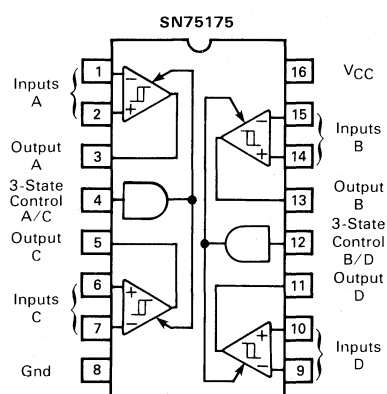 SN75175
Inputs
A
1
2
Output
A
3
3-State
Control
A/C
4
Output
C
5
Inputs
C
6
7
Gnd
8
16
VCC
15
14
Inputs
B
13
Output
B
12
3-State
Control
B/D
11
Output
D
10
9
Inputs
D
−
+
+
−
−
+
+
−